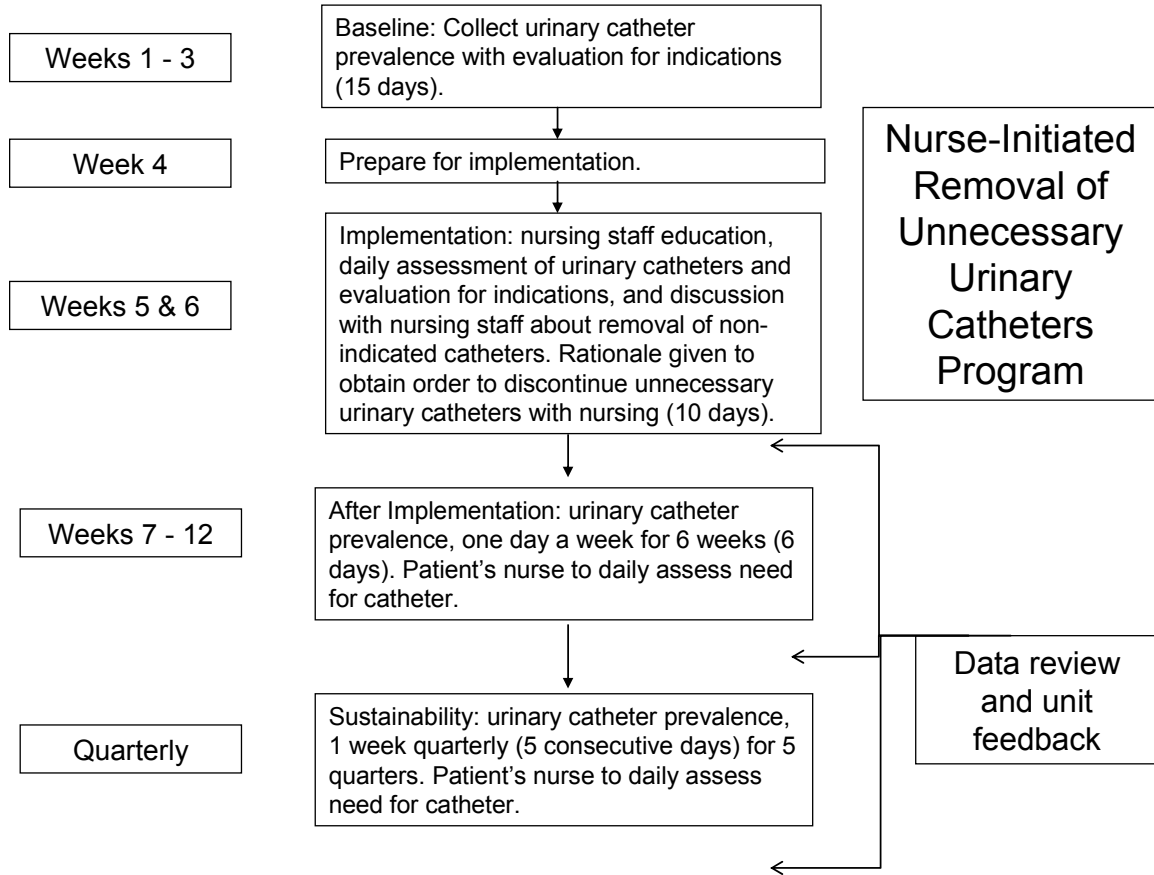 Weeks 1 - 3
Baseline: Collect urinary catheter
prevalence with evaluation for indications
(15 days).
Week 4
Prepare for implementation.
Nurse-Initiated
Removal of
Unnecessary
Urinary
Catheters
Program
Weeks 5 & 6
Implementation: nursing staff education,
daily assessment of urinary catheters and
evaluation for indications, and discussion
with nursing staff about removal of non-
indicated catheters. Rationale given to
obtain order to discontinue unnecessary
urinary catheters with nursing (10 days).
Weeks 7 - 12
After Implementation: urinary catheter
prevalence, one day a week for 6 weeks (6
days). Patient’s nurse to daily assess need
for catheter.
Data review
and unit
feedback
Quarterly
Sustainability: urinary catheter prevalence,
1 week quarterly (5 consecutive days) for 5
quarters. Patient’s nurse to daily assess
need for catheter.